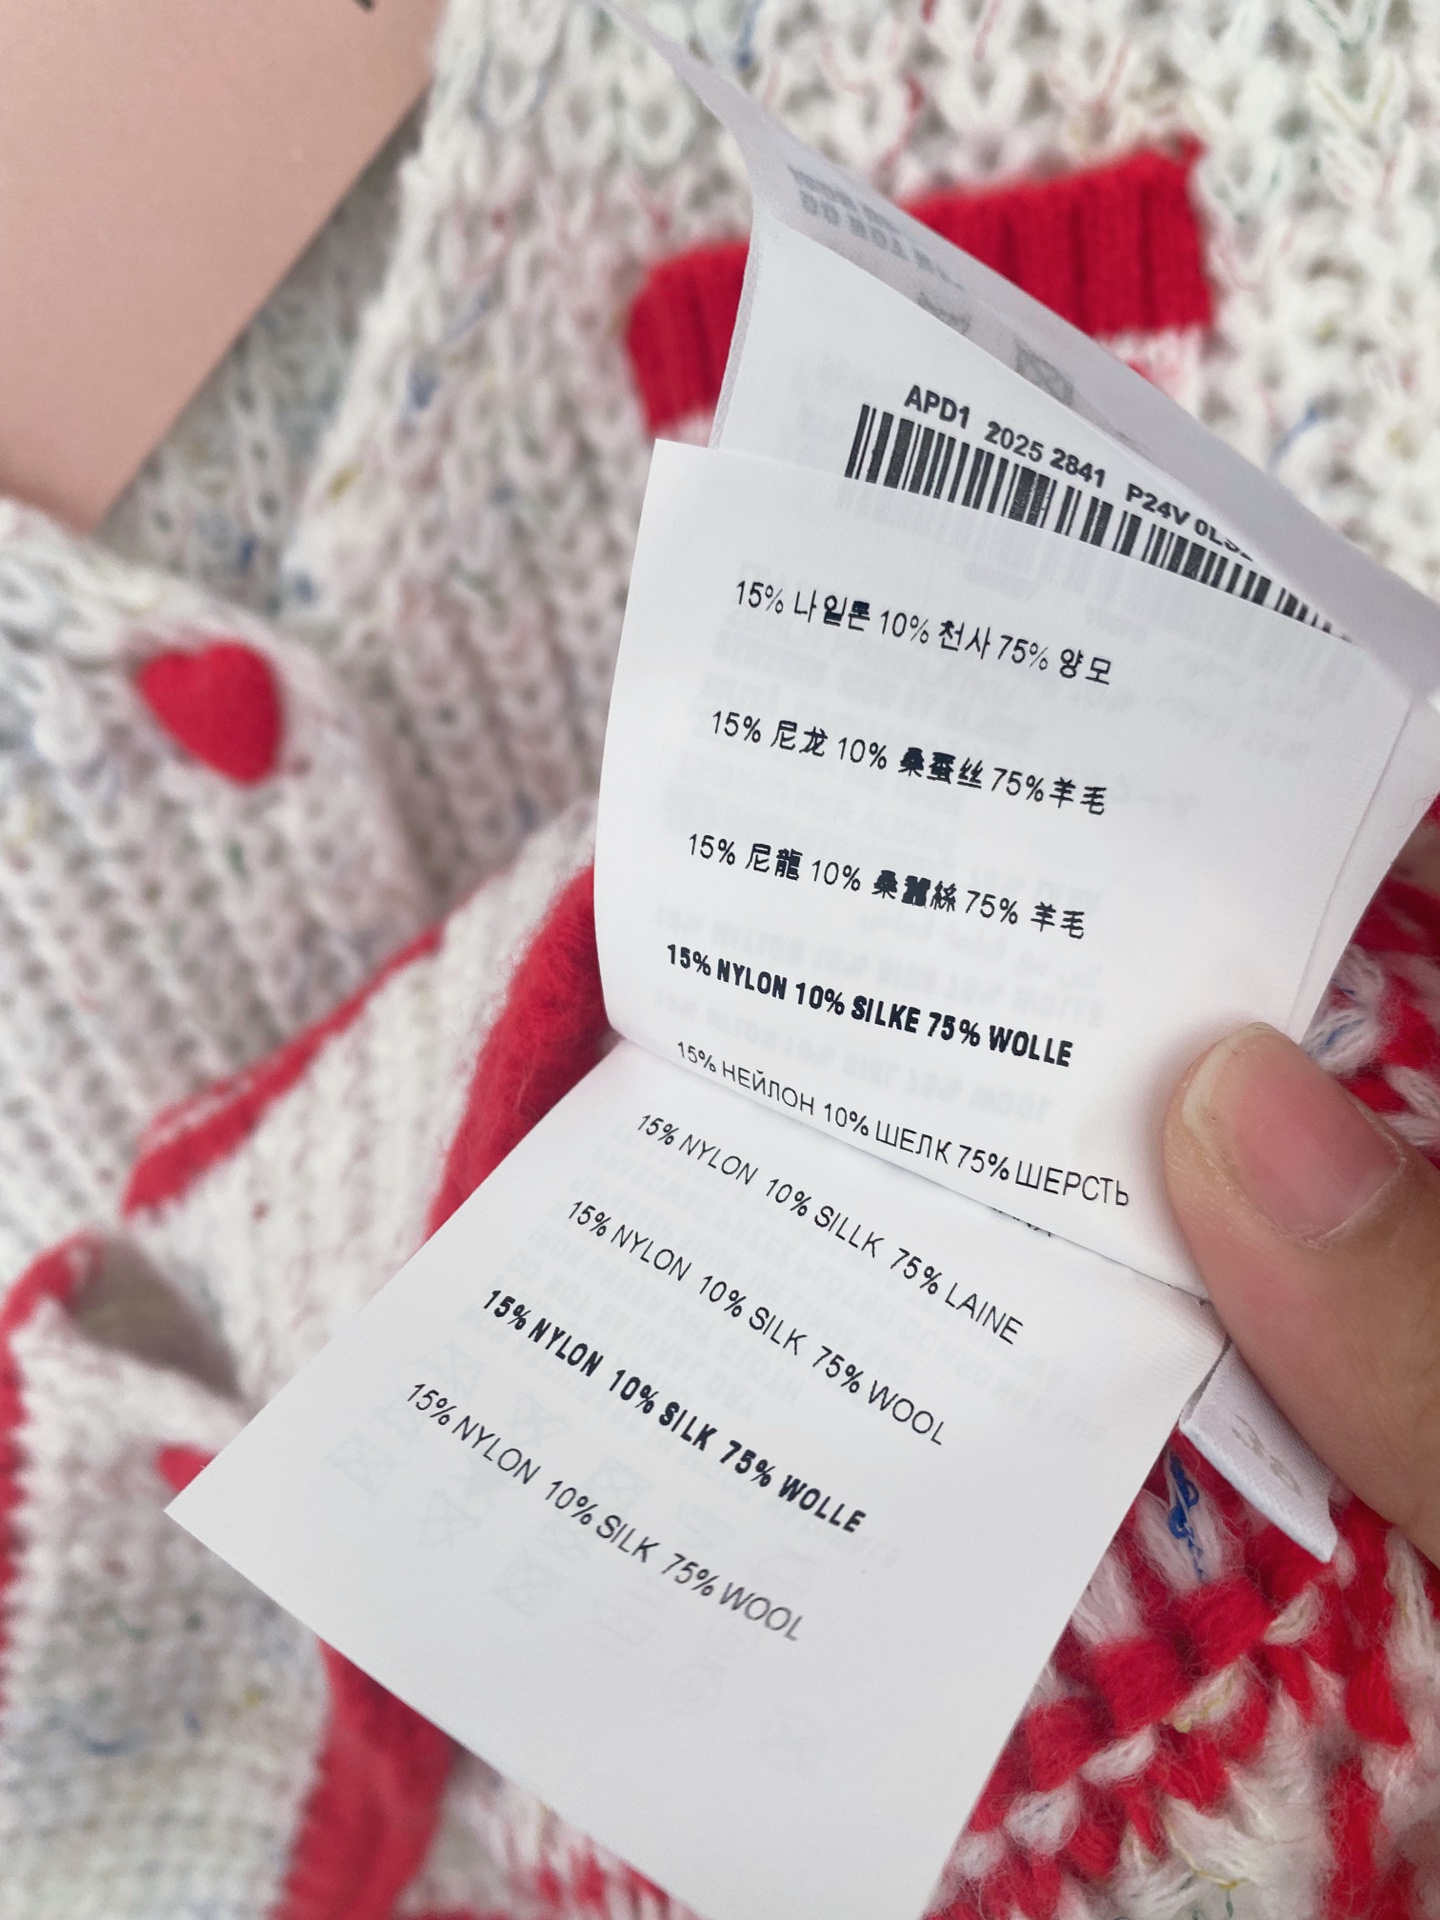 APD1 2025 2841 P24V
15% 나일론 10% 천사 75% 양모
15% 尼龙 10% 桑蚕丝 75% 羊毛
15% 尼龍 10% 桑蠶絲 75% 羊毛
15% NYLON 10% SILKE 75% WOLLE
15% НЕЙЛОН 10% ШЕЛК 75% ШЕРСТЬ
15% NYLON 10% SILLK 75% LAINE
15% NYLON 10% SILK 75% WOOL
15% NYLON 10% SILK 75% WOLLE
15% NYLON 10% SILK 75% WOOL